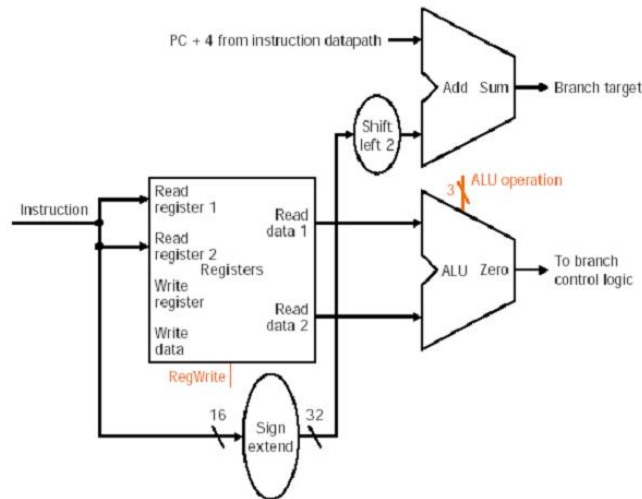 PC + 4 from instruction datapath
Add Sum
Branch target
Shift
left 2
3
ALU operation
Instruction
Read
register 1
Read
data 1
Read
register 2
Registers
ALU Zero
To branch
control logic
Write
register
Read
data 2
Write
data
RegWrite
16
32
Sign
extend